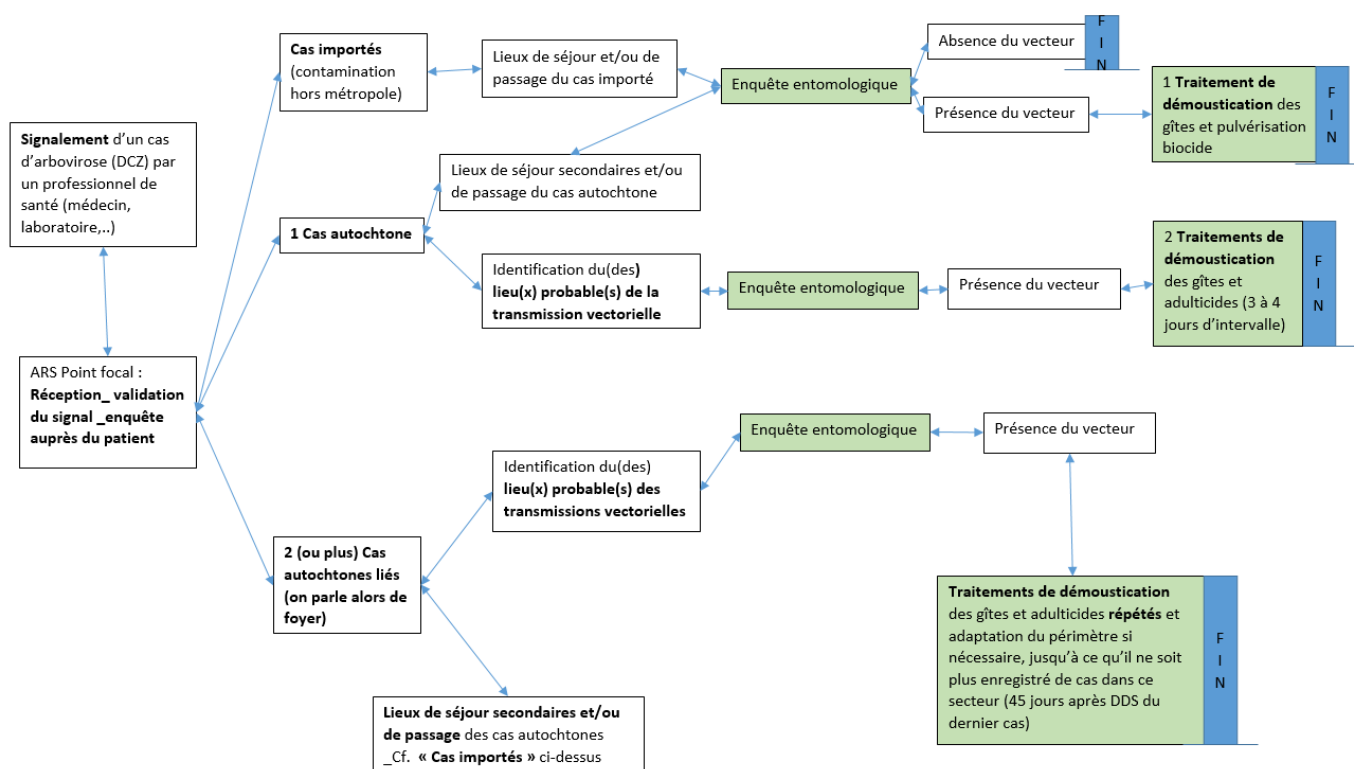 Cas importés
(contamination
hors métropole)
Lieux de séjour et/ou de
passage du cas importé
Enquête entomologique
Absence du vecteur
F
I
N
Présence du vecteur
1 Traitement de
démoustication des
gîtes et pulvérisation
biocide
F
I
N
Signalement d’un cas
d’arbovirose (DCZ) par
un professionnel de
santé (médecin,
laboratoire,..)
Lieux de séjour secondaires et/ou
de passage du cas autochtone
1 Cas autochtone
Identification du(des)
lieu(x) probable(s) de la
transmission vectorielle
Enquête entomologique
Présence du vecteur
2 Traitements de
démoustication
des gîtes et
adulticides (3 à 4
jours d’intervalle)
F
I
N
ARS Point focal :
Réception_ validation
du signal _enquête
auprès du patient
Identification du(des)
lieu(x) probable(s) des
transmissions vectorielles
Enquête entomologique
Présence du vecteur
2 (ou plus) Cas
autochtones liés
(on parle alors de
foyer)
Traitements de démoustication
des gîtes et adulticides répétés et
adaptation du périmètre si
nécessaire, jusqu’à ce qu’il ne soit
plus enregistré de cas dans ce
secteur (45 jours après DDS du
dernier cas)
F
I
N
Lieux de séjour secondaires et/ou
de passage des cas autochtones
_Cf. « Cas importés » ci-dessus